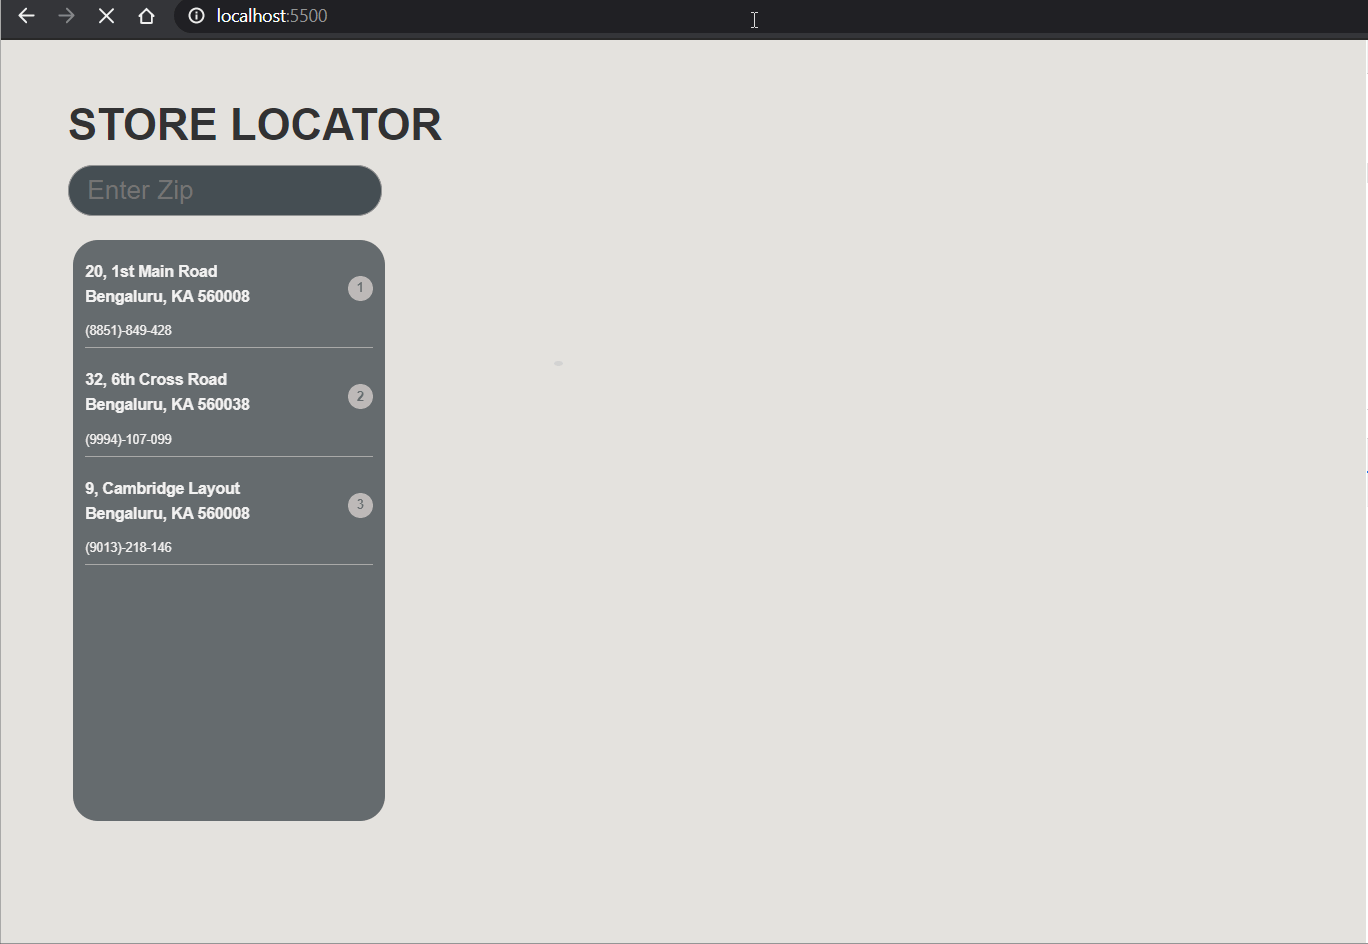 localhost:5500
STORE LOCATOR
Enter Zip
20, 1st Main Road
Bengaluru, KA 560008
1
(8851)-849-428
32, 6th Cross Road
Bengaluru, KA 560038
2
(9994)-107-099
9, Cambridge Layout
Bengaluru, KA 560008
3
(9013)-218-146